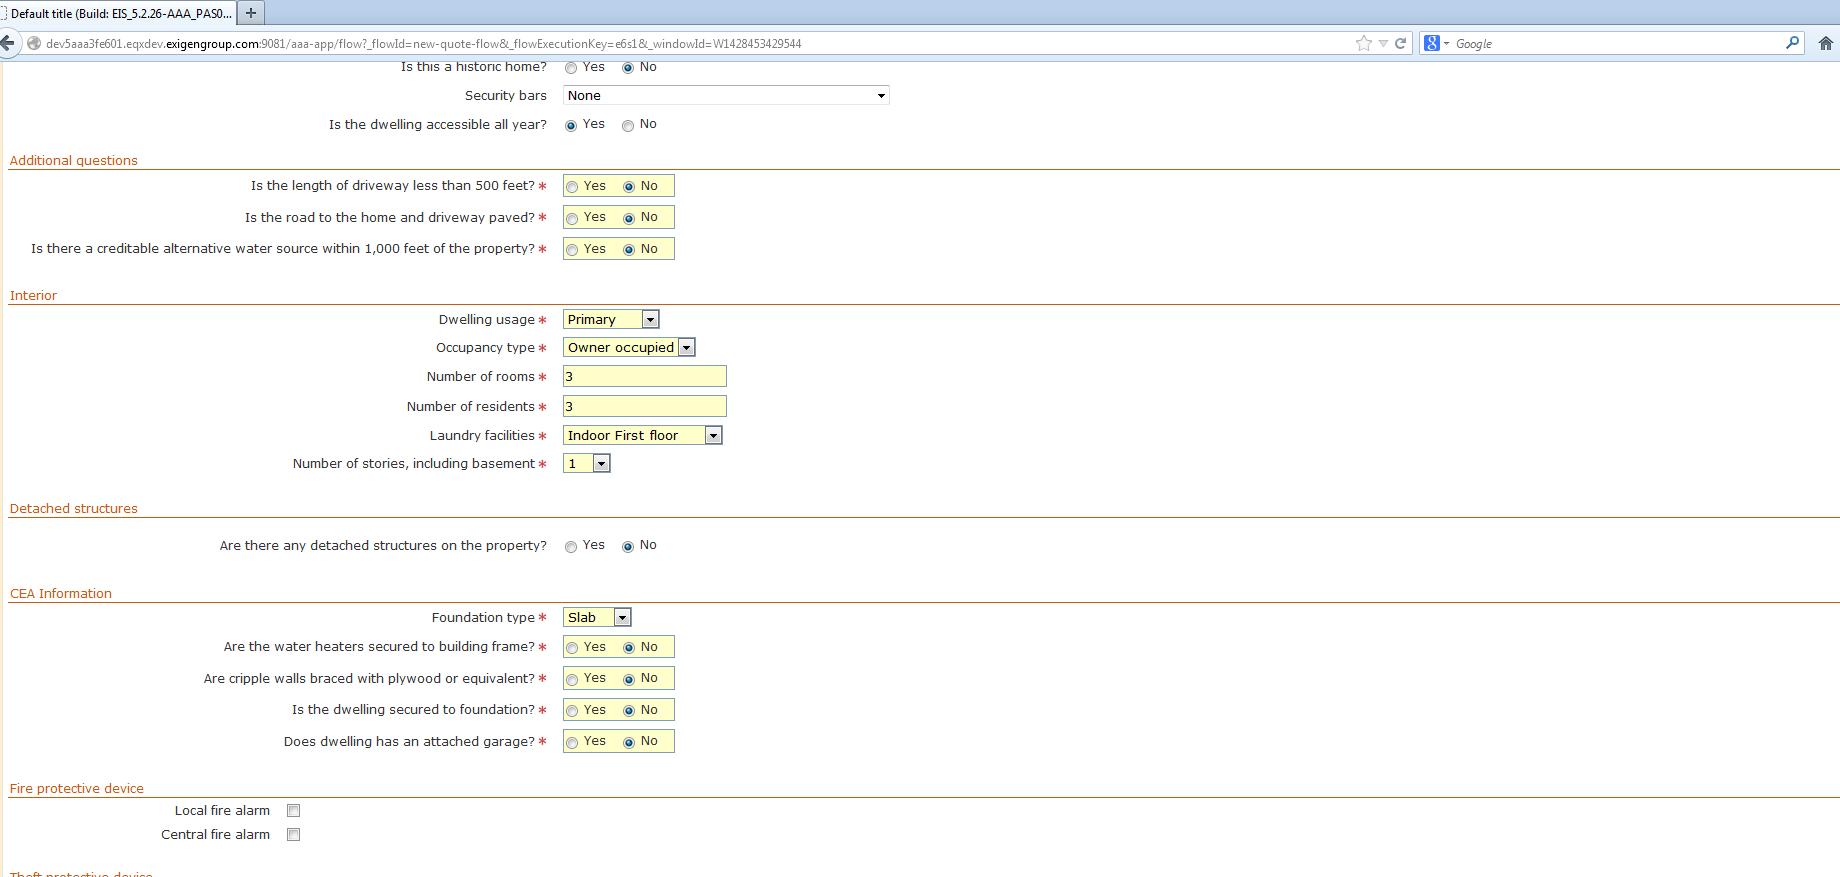 Default title (Build: EIS_5.2.26-AAA_PAS0...
dev5aaa3fe601.eqxdev.exigengroup.com:9081/aaa-app/flow?_flowId=new-quote-flow&_flowExecutionKey=e6s1&_windowId=W1428453429544
Google
Is this a historic home? Yes No
Security bars None
Is the dwelling accessible all year? Yes No
Additional questions
Is the length of driveway less than 500 feet? * Yes No
Is the road to the home and driveway paved? * Yes No
Is there a creditable alternative water source within 1,000 feet of the property? * Yes No
Interior
Dwelling usage * Primary
Occupancy type * Owner occupied
Number of rooms * 3
Number of residents * 3
Laundry facilities * Indoor First floor
Number of stories, including basement * 1
Detached structures
Are there any detached structures on the property? Yes No
CEA Information
Foundation type * Slab
Are the water heaters secured to building frame? * Yes No
Are cripple walls braced with plywood or equivalent? * Yes No
Is the dwelling secured to foundation? * Yes No
Does dwelling has an attached garage? * Yes No
Fire protective device
Local fire alarm
Central fire alarm
Theft protective device